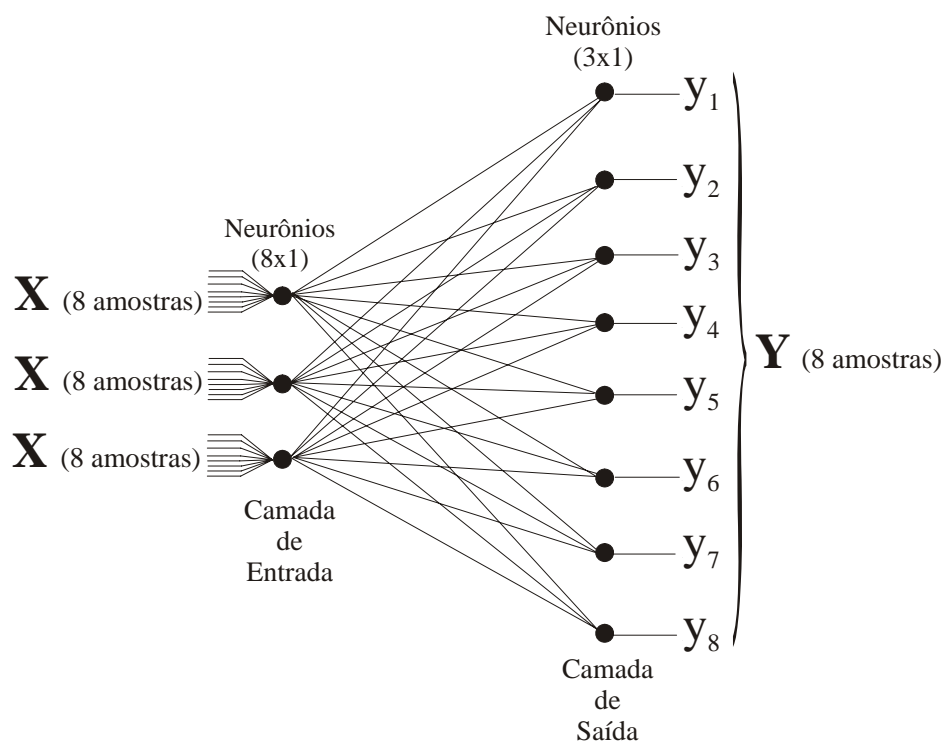 Neurônios
(3x1)
y1
y2
Neurônios
(8x1)
y3
X (8 amostras)
y4
Y (8 amostras)
X (8 amostras)
y5
X (8 amostras)
y6
Camada
de
Entrada
y7
y8
Camada
de
Saída